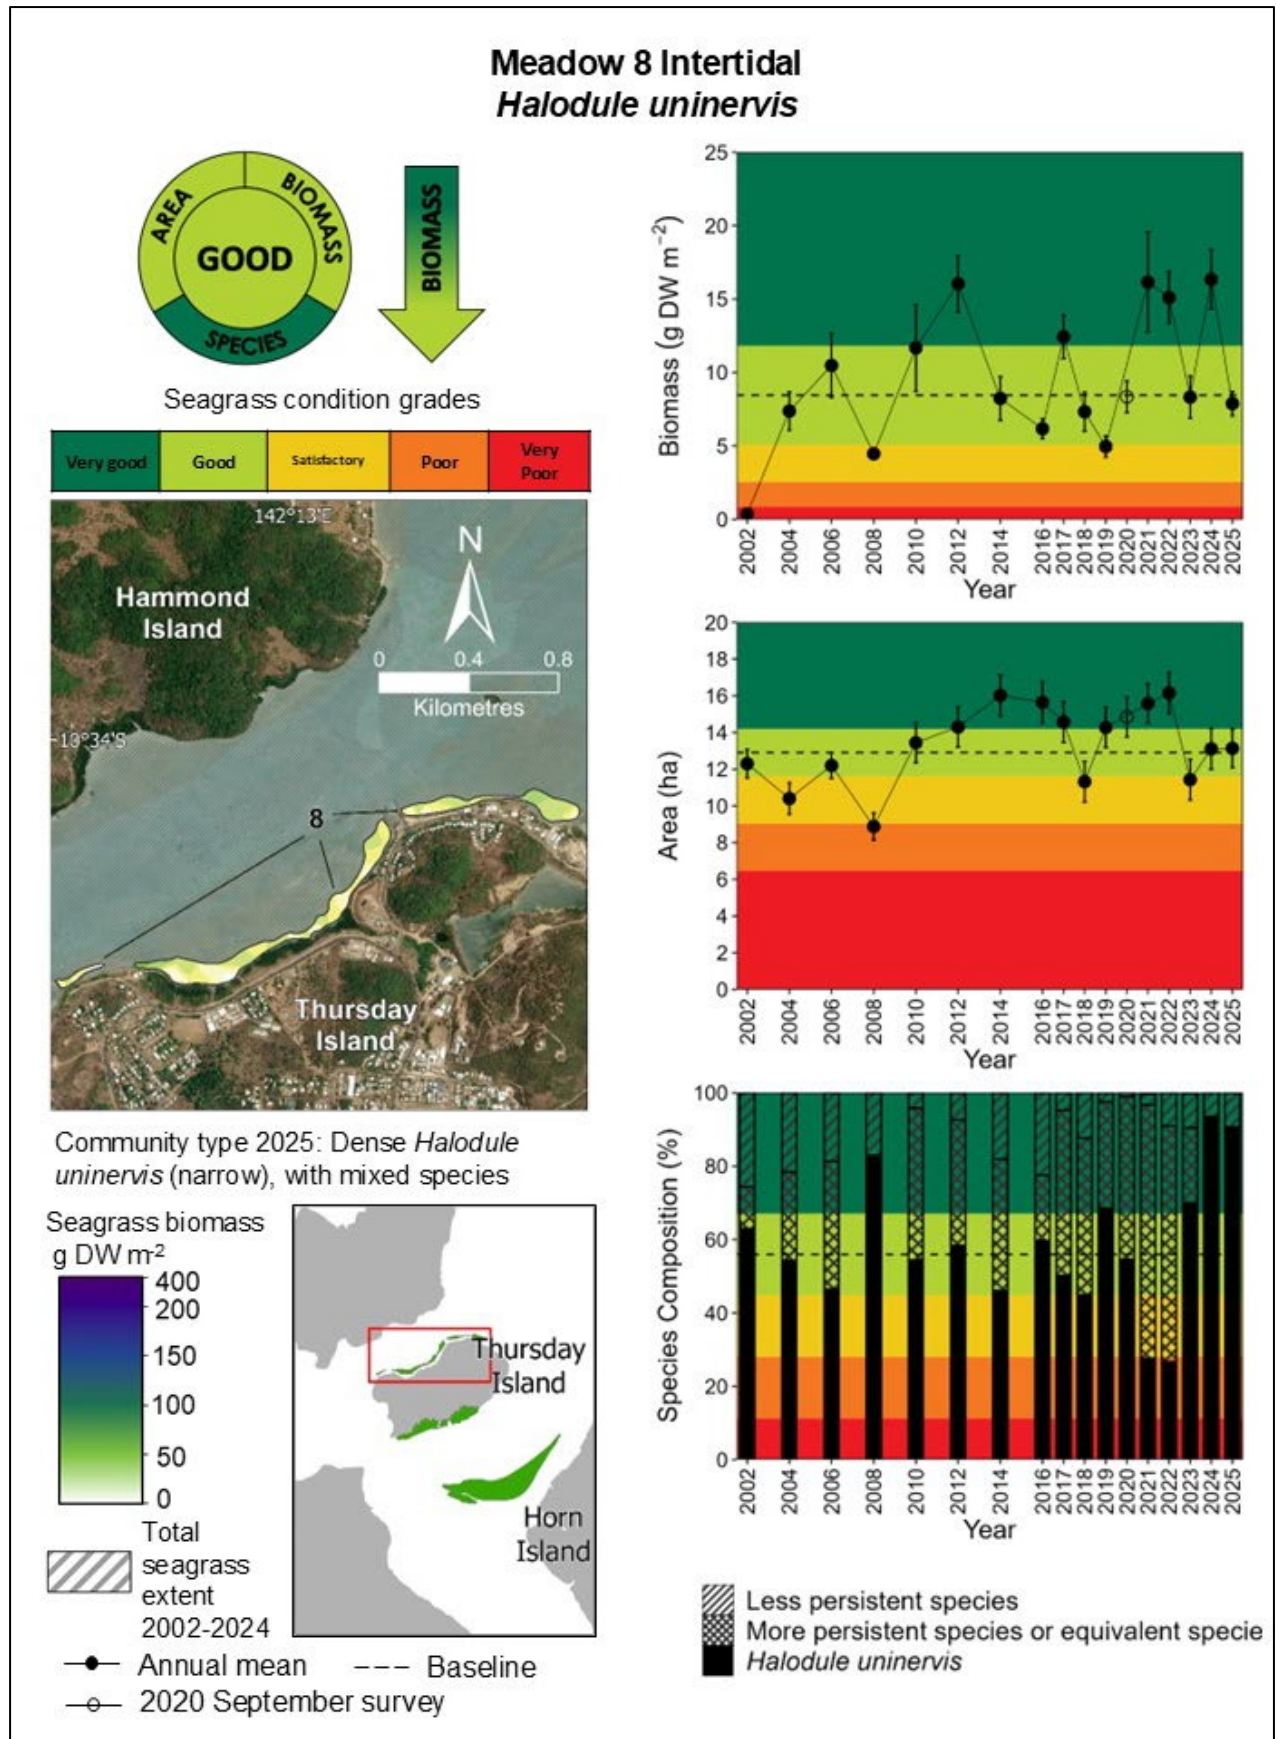 Meadow 8 Intertidal
Halodule uninervis
AREA
BIOMASS
GOOD
SPECIES
BIOMASS
Seagrass condition grades
Very good
Good
Satisfactory
Poor
Very
Poor
142°13'E
N
Hammond
Island
0 0.4 0.8
Kilometres
10°34'S
8
Thursday
Island
Community type 2025: Dense Halodule
uninervis (narrow), with mixed species
Seagrass biomass
g DW m-2
400
200
150
100
50
0
Total
seagrass
extent
2002-2024
Thursday
Island
Horn
Island
Annual mean
Baseline
2020 September survey
Biomass (g DW m−2)
25
20
15
10
5
0
2002 2004 2006 2008 2010 2012 2014 2016 2017 2018 2019 2020 2021 2022 2023 2024 2025
Year
Area (ha)
20
18
16
14
12
10
8
6
4
2
0
2002 2004 2006 2008 2010 2012 2014 2016 2017 2018 2019 2020 2021 2022 2023 2024 2025
Year
Species Composition (%)
100
80
60
40
20
0
2002 2004 2006 2008 2010 2012 2014 2016 2017 2018 2019 2020 2021 2022 2023 2024 2025
Year
Less persistent species
More persistent species or equivalent specie
Halodule uninervis